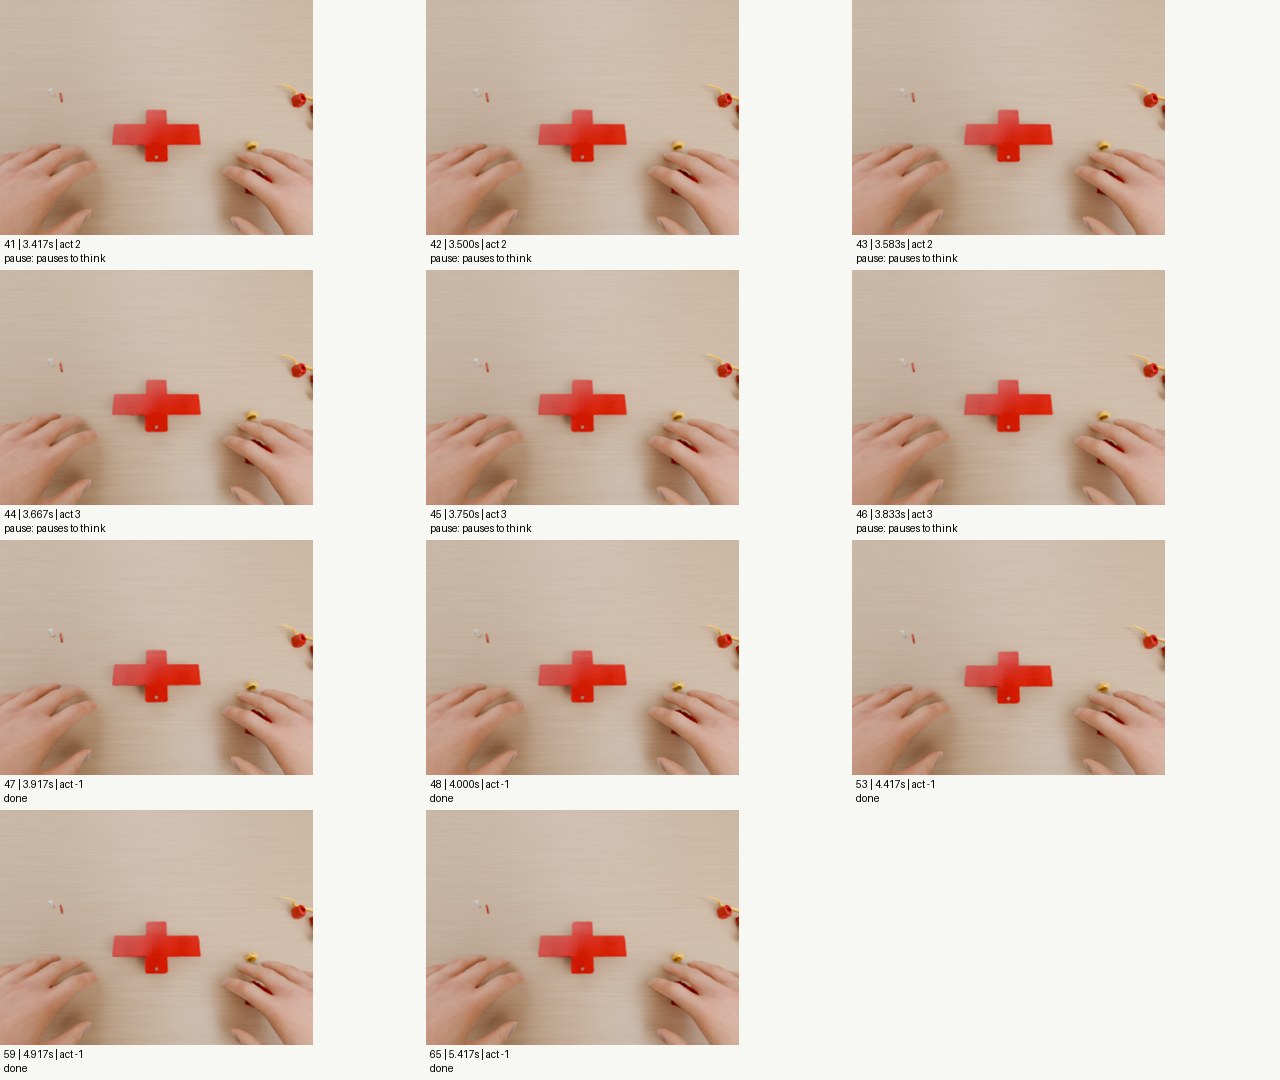 41 | 3.417s | act 2
pause: pauses to think
42 | 3.500s | act 2
pause: pauses to think
43 | 3.583s | act 2
pause: pauses to think
44 | 3.667s | act 3
pause: pauses to think
45 | 3.750s | act 3
pause: pauses to think
46 | 3.833s | act 3
pause: pauses to think
47 | 3.917s | act -1
done
48 | 4.000s | act -1
done
53 | 4.417s | act -1
done
59 | 4.917s | act -1
done
65 | 5.417s | act -1
done